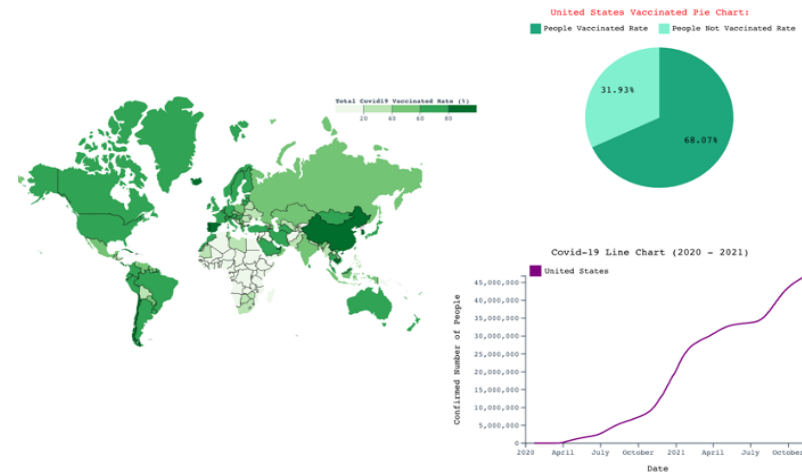 United States Vaccinated Pie Chart:
People Vaccinated Rate People Not Vaccinated Rate
31.93%
68.07%
Total Covid19 Vaccinated Rate (%)
20 40 60 80
Covid-19 Line Chart (2020 - 2021)
United States
Confirmed Number of People
45,000,000
40,000,000
35,000,000
30,000,000
25,000,000
20,000,000
15,000,000
10,000,000
5,000,000
0
2020 April July October 2021 April July October
Date